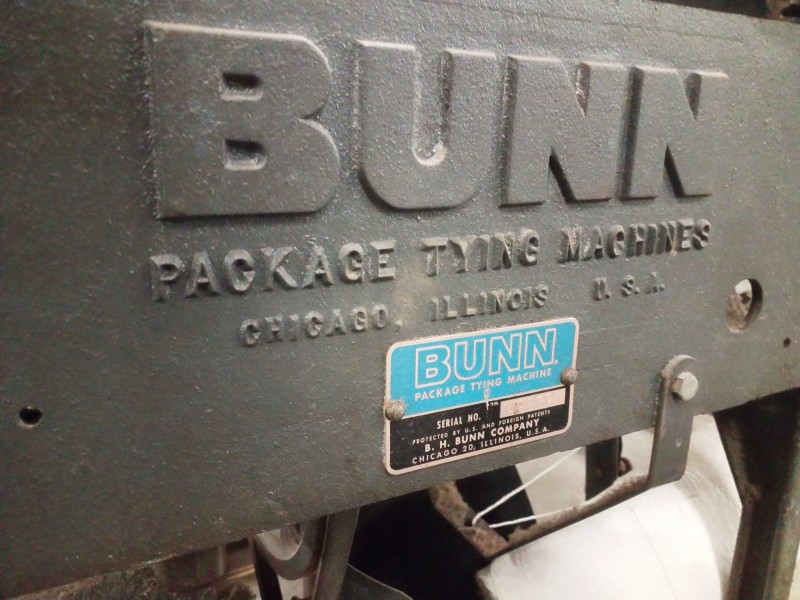 BUNN
PACKAGE TYING MACHINES
CHICAGO, ILLINOIS U. S. A.
BUNN
PACKAGE TYING MACHINE
TM
SERIAL NO.
PROTECTED BY U.S. AND FOREIGN PATENTS
B. H. BUNN COMPANY
CHICAGO 20, ILLINOIS, U.S.A.